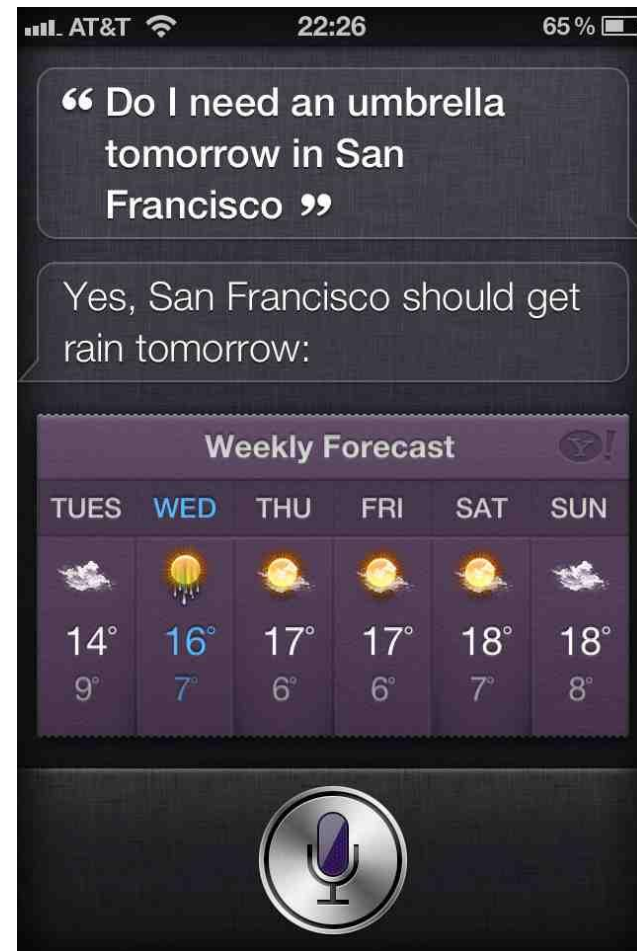 AT&T 22:26 65%
“ Do I need an umbrella
tomorrow in San
Francisco ”
Yes, San Francisco should get
rain tomorrow:
Weekly Forecast Y!
TUES WED THU FRI SAT SUN
14° 16° 17° 17° 18° 18°
9° 7° 6° 6° 7° 8°